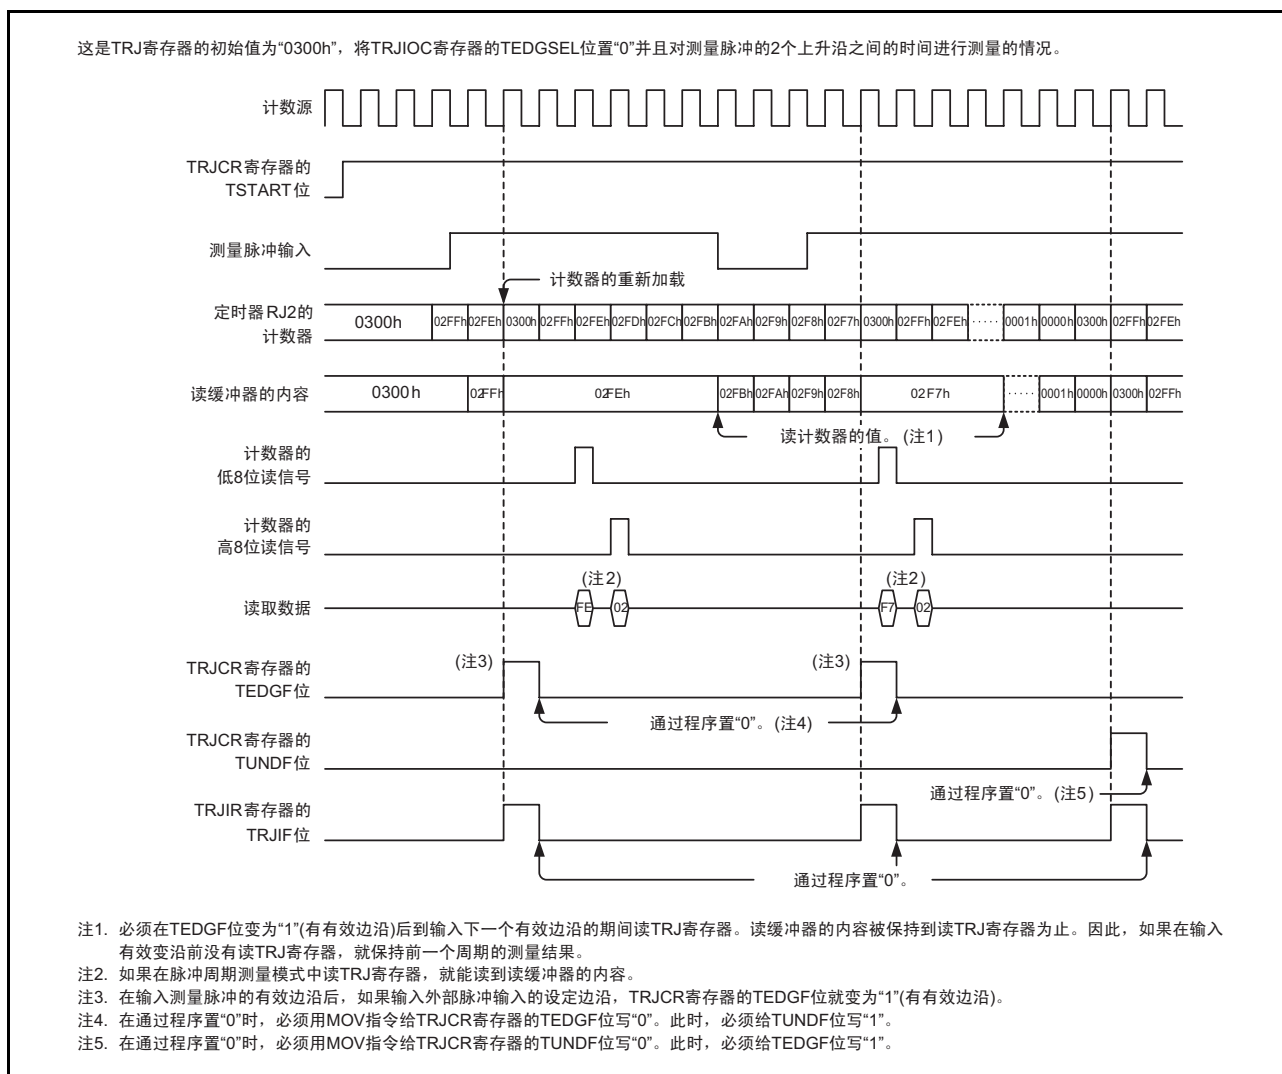 这是TRJ寄存器的初始值为“0300h”，将TRJIOC寄存器的TEDGSEL位置“0”并且对测量脉冲的2个上升沿之间的时间进行测量的情况。
计数源
TRJCR寄存器的
TSTART位
测量脉冲输入
计数器的重新加载
定时器RJ2的
计数器
0300h 02FFh 02FEh 0300h 02FFh 02FEh 02FDh 02FCh 02FBh 02FAh 02F9h 02F8h 02F7h 0300h 02FFh 02FEh ····· 0001h 0000h 0300h 02FFh 02FEh
读缓冲器的内容
0300h 02FFh 02FEh 02FBh 02FAh 02F9h 02F8h 02F7h ····· 0001h 0000h 0300h 02FFh
读计数器的值。(注1)
计数器的
低8位读信号
计数器的
高8位读信号
(注2) (注2)
读取数据 FE 02 F7 02
TRJCR寄存器的
TEDGF位
(注3) (注3)
通过程序置“0”。(注4)
TRJCR寄存器的
TUNDF位
通过程序置“0”。(注5)
TRJIR寄存器的
TRJIF位
通过程序置“0”。
注1. 必须在TEDGF位变为“1”(有有效边沿)后到输入下一个有效边沿的期间读TRJ寄存器。读缓冲器的内容被保持到读TRJ寄存器为止。因此，如果在输入
有效变沿前没有读TRJ寄存器，就保持前一个周期的测量结果。
注2. 如果在脉冲周期测量模式中读TRJ寄存器，就能读到读缓冲器的内容。
注3. 在输入测量脉冲的有效边沿后，如果输入外部脉冲输入的设定边沿，TRJCR寄存器的TEDGF位就变为“1”(有有效边沿)。
注4. 在通过程序置“0”时，必须用MOV指令给TRJCR寄存器的TEDGF位写“0”。此时，必须给TUNDF位写“1”。
注5. 在通过程序置“0”时，必须用MOV指令给TRJCR寄存器的TUNDF位写“0”。此时，必须给TEDGF位写“1”。